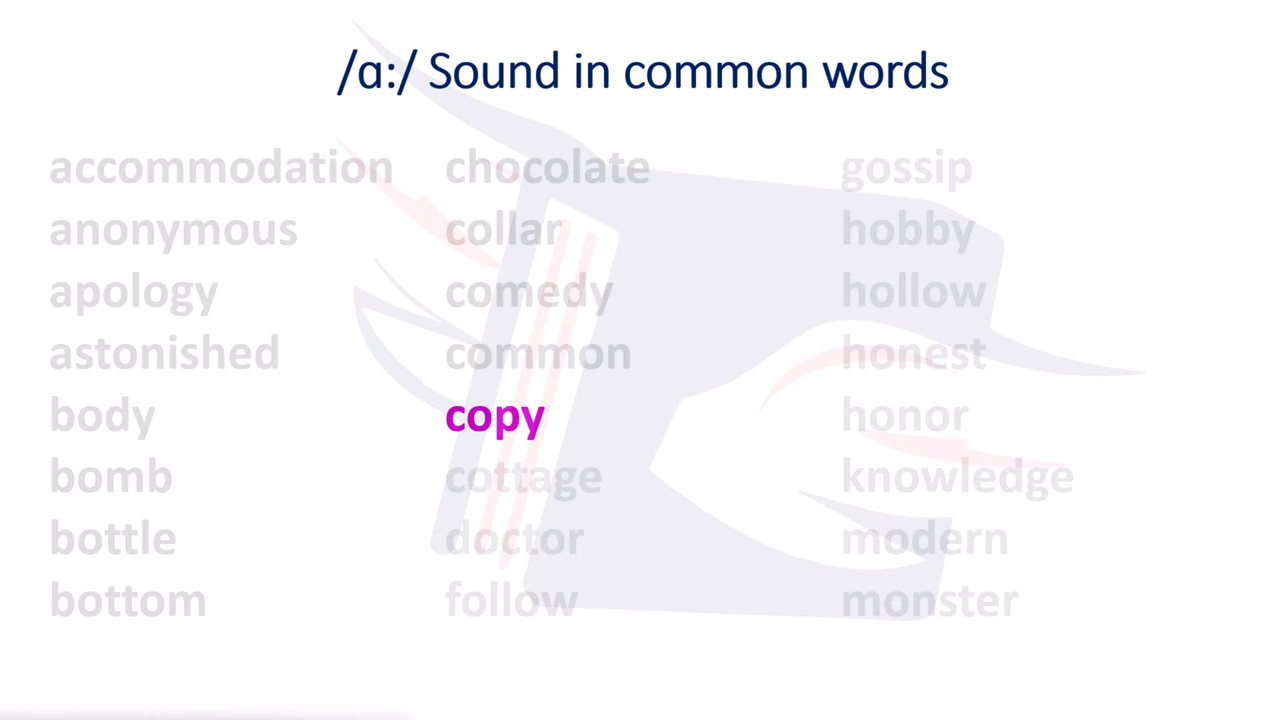 /ɑ:/ Sound in common words
accommodation
anonymous
apology
astonished
body
bomb
bottle
bottom
chocolate
collar
comedy
common
copy
cottage
doctor
follow
gossip
hobby
hollow
honest
honor
knowledge
modern
monster